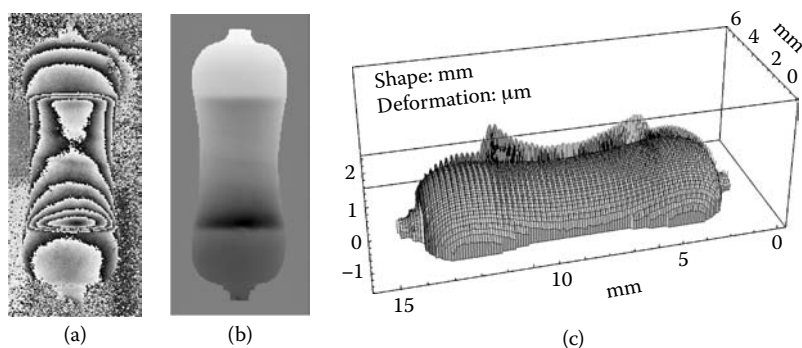 Shape: mm
Deformation: μm
6
4
2
0
mm
2
1
0
−1
15
10
5
0
mm
(a)
(b)
(c)